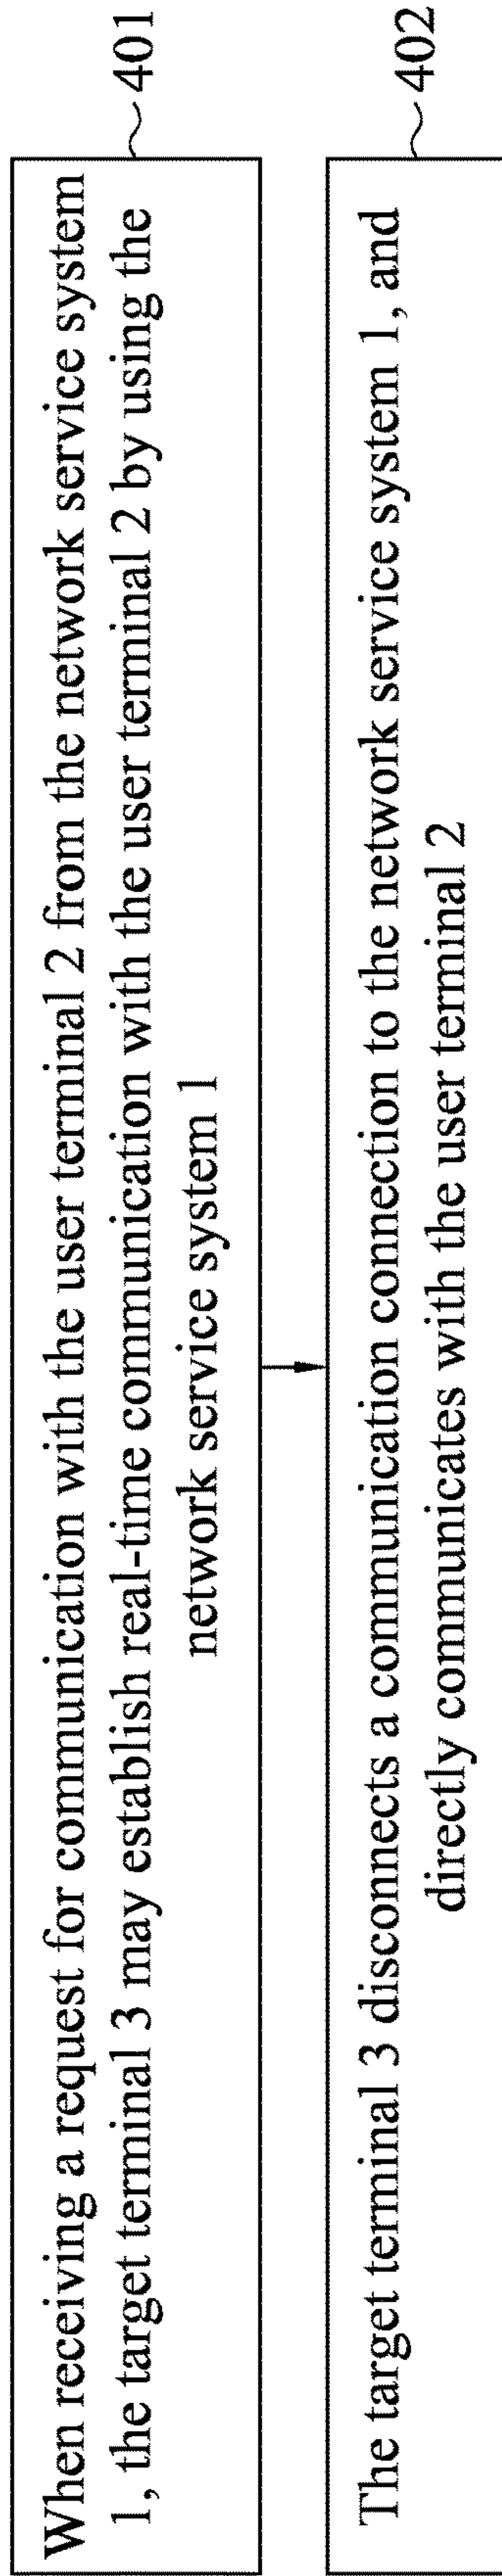 When receiving a request for communication with the user terminal 2 from the network service system
1, the target terminal 3 may establish real-time communication with the user terminal 2 by using the
network service system 1
401
The target terminal 3 disconnects a communication connection to the network service system 1, and
directly communicates with the user terminal 2
402